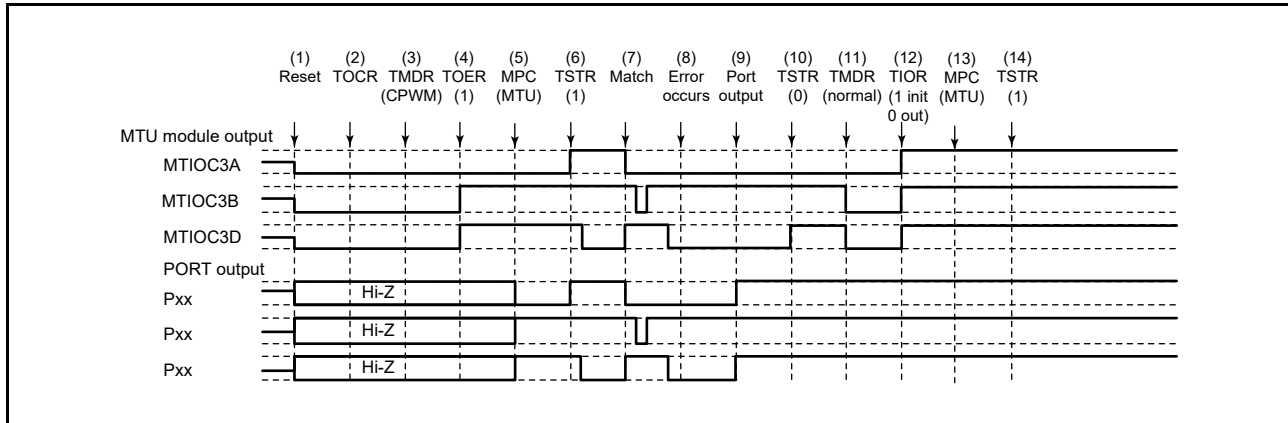 (1) (2) (3) (4) (5) (6) (7) (8) (9) (10) (11) (12) (13) (14)
Reset TOCR TMDR TOER MPC TSTR Match Error Port TSTR TMDR TIOR MPC TSTR
(CPWM) (1) (MTU) (1) occurs output (0) (normal) (1 init (MTU) (1)
0 out)
MTU module output
MTIOC3A
MTIOC3B
MTIOC3D
PORT output
Pxx Hi-Z
Pxx Hi-Z
Pxx Hi-Z